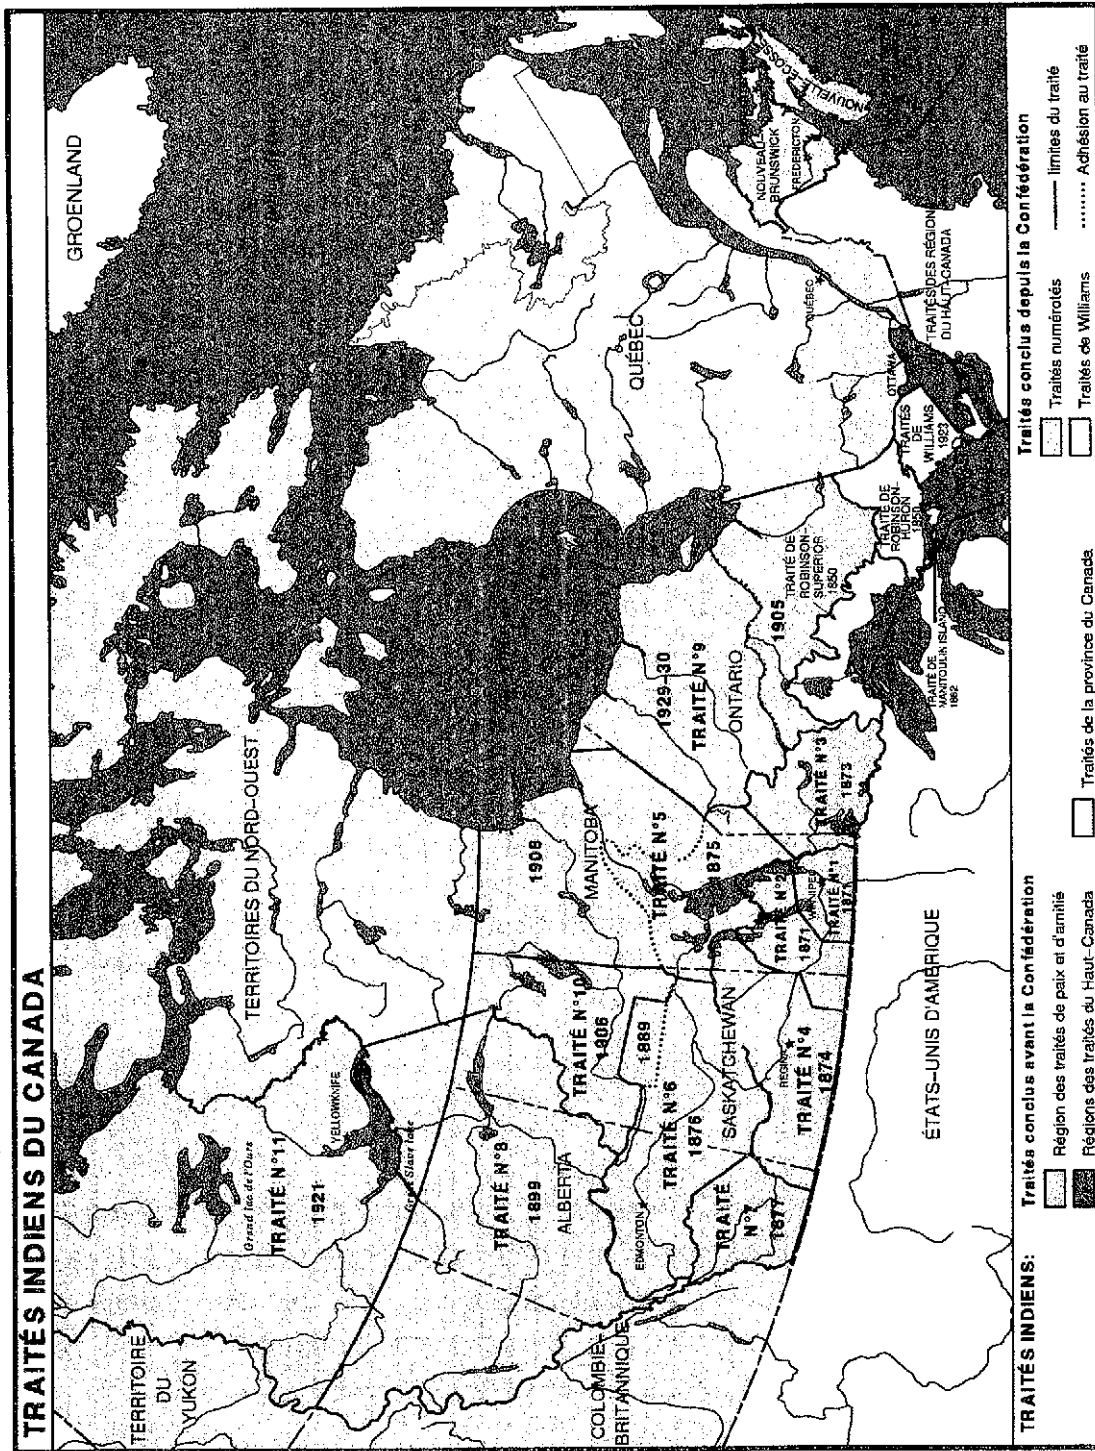 TRAITÉS INDIENS DU CANADA
GROENLAND
TERRITOIRE
DU
YUKON
TERRITOIRES DU NORD-OUEST
Grand lac de l'Ours
TRAITÉ N°11
1921
YELLOWKNIFE
Great Slave lake
COLOMBIE
BRITANNIQUE
TRAITÉ N°8
1899
ALBERTA
EDMONTON
TRAITÉ N°10
1906
1889
TRAITÉ N°6
1876
SASKATCHEWAN
TRAITÉ
N°7
1877
REGINA
TRAITÉ N°4
1874
1908
MANITOBA
TRAITÉ N°5
1875
TRAITÉ N°2
1871
WINNIPEG
TRAITÉ N°1
1871
1929-30
TRAITÉ N°9
ONTARIO
1905
TRAITÉ N°3
1873
TRAITÉ DE
ROBINSON-
SUPERIOR
1850
TRAITÉ DE
ROBINSON-
HURON
1850
TRAITÉ DE
MANITOULIN ISLAND
1862
TRAITÉS
DE
WILLIAMS
1923
OTTAWA
QUÉBEC
QUÉBEC
TRAITÉS DES RÉGION
DU HAUT-CANADA
NOUVEAU-
BRUNSWICK
FREDERICTON
NOUVELLE-ÉCOSSE
ÉTATS-UNIS D'AMÉRIQUE
TRAITÉS INDIENS:
Traités conclus avant la Confédération
Région des traités de paix et d'amitié
Régions des traités du Haut-Canada
Traités de la province du Canada
Traités conclus depuis la Confédération
Traités numérotés
Traités de Williams
limites du traité
Adhésion au traité